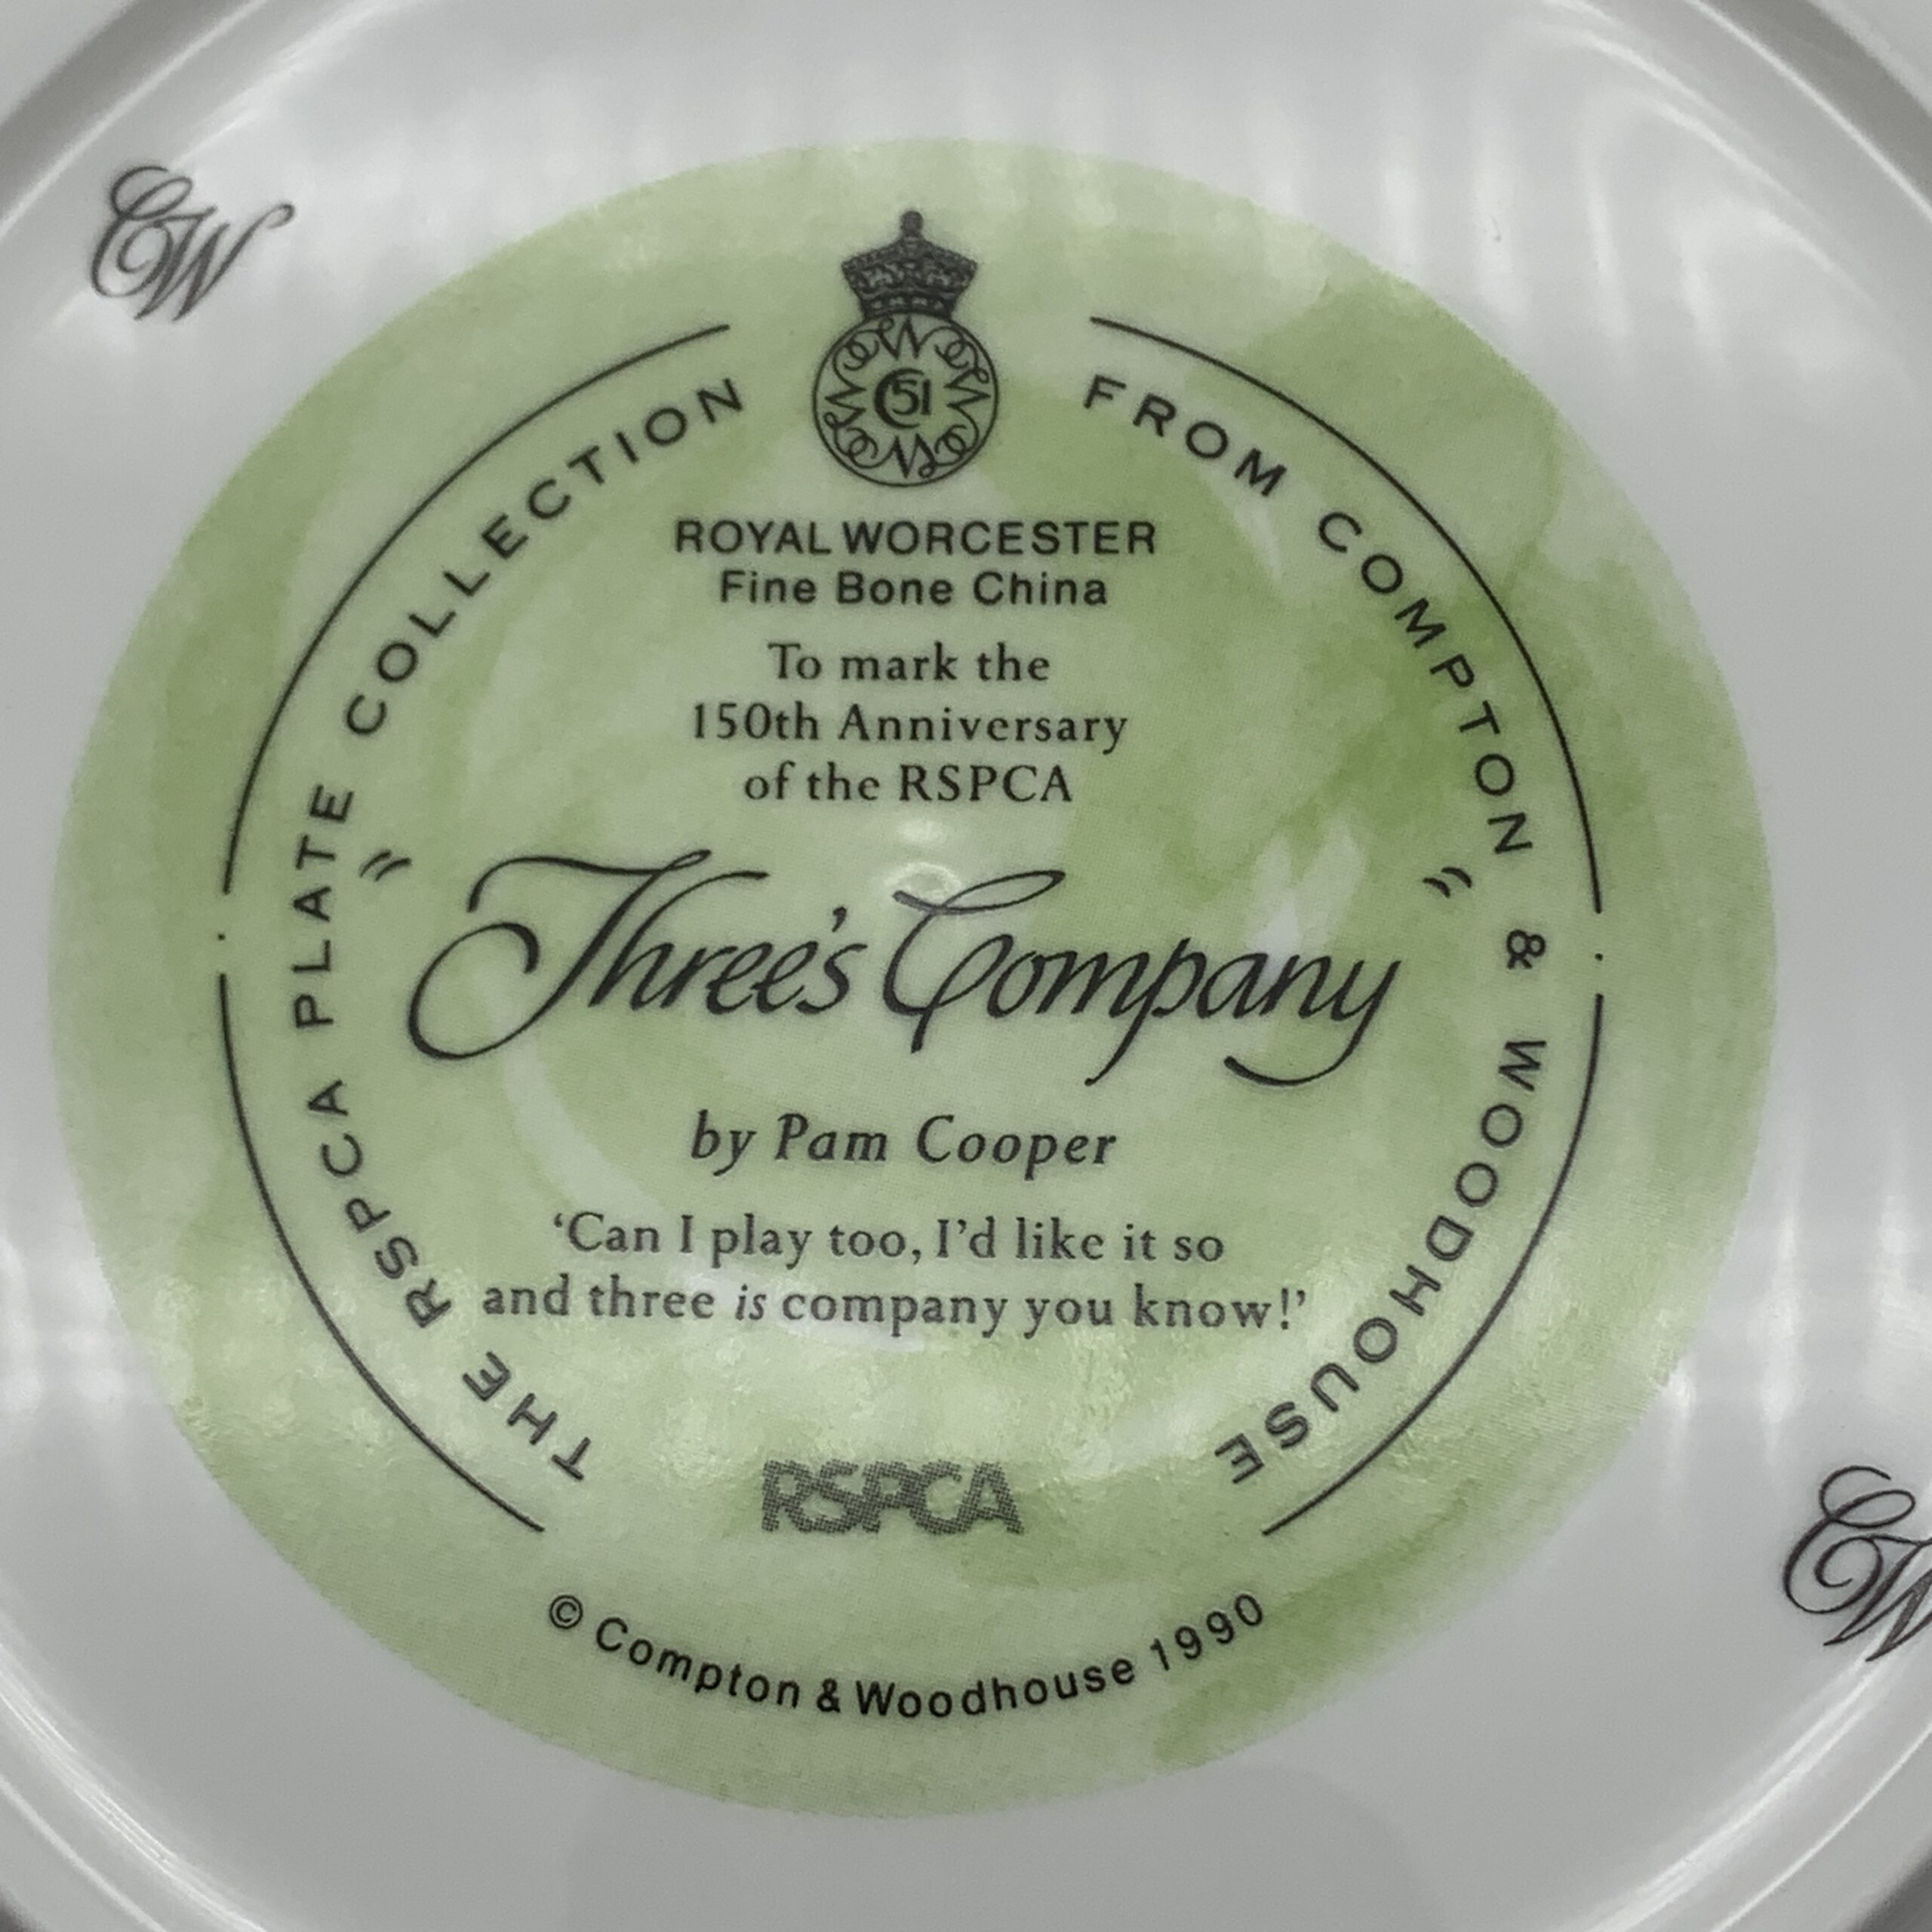 CW
THE RSPCA PLATE COLLECTION
FROM COMPTON & WOODHOUSE
51
ROYAL WORCESTER
Fine Bone China
To mark the
150th Anniversary
of the RSPCA
"Three's Company"
by Pam Cooper
‘Can I play too, I’d like it so
and three is company you know!’
RSPCA
© Compton & Woodhouse 1990
CW